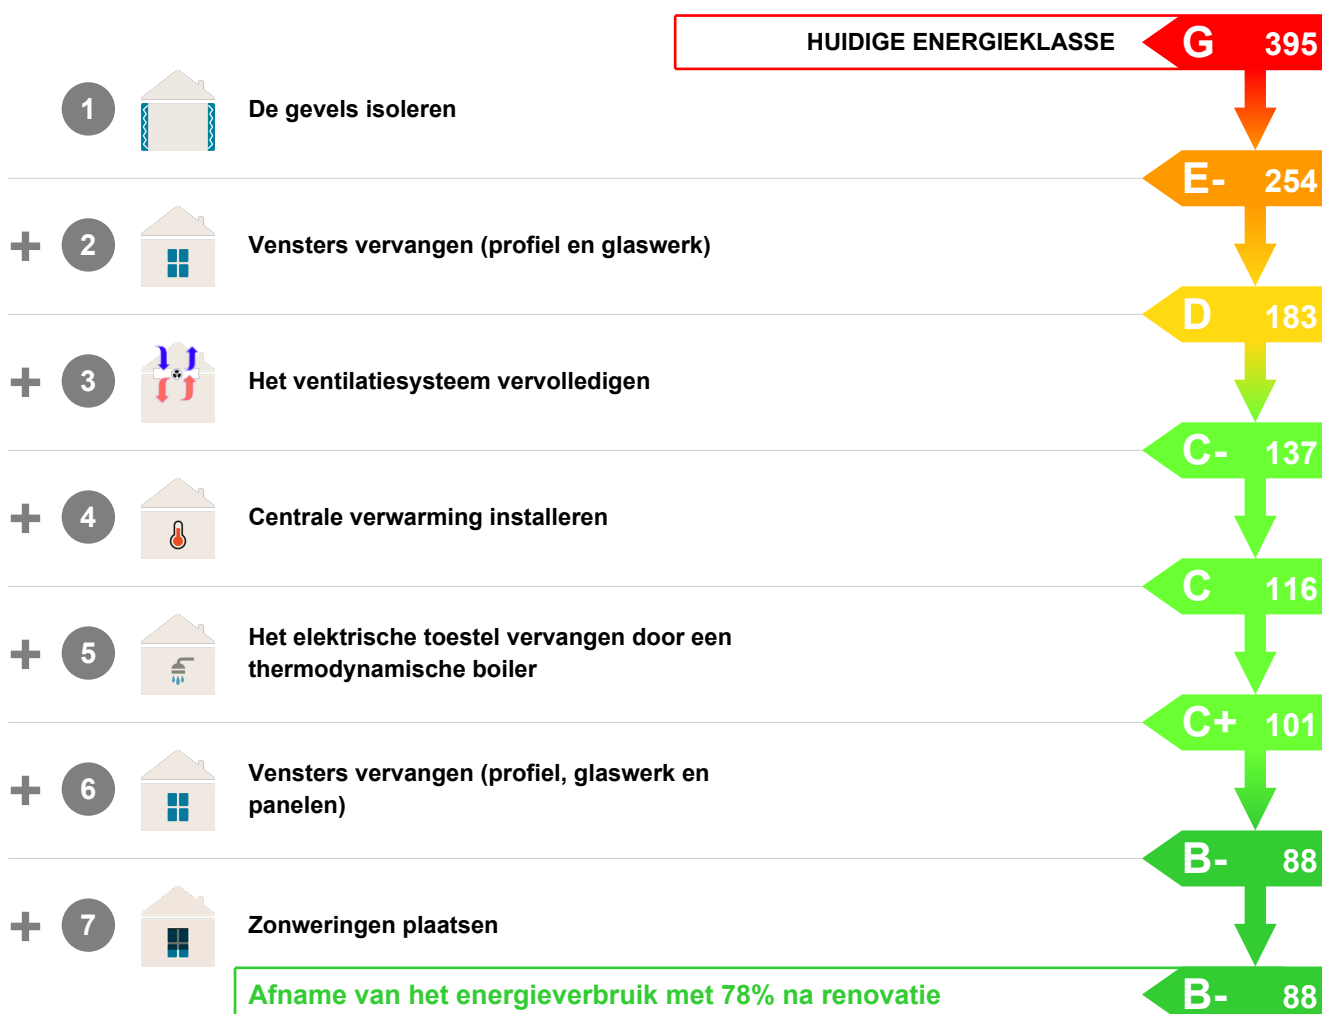 HUIDIGE ENERGIEKLASSE G 395
1 De gevels isoleren
E- 254
+ 2 Vensters vervangen (profiel en glaswerk)
D 183
+ 3 Het ventilatiesysteem vervolledigen
C- 137
+ 4 Centrale verwarming installeren
C 116
+ 5 Het elektrische toestel vervangen door een
thermodynamische boiler
C+ 101
+ 6 Vensters vervangen (profiel, glaswerk en
panelen)
B- 88
+ 7 Zonweringen plaatsen
Afname van het energieverbruik met 78% na renovatie B- 88